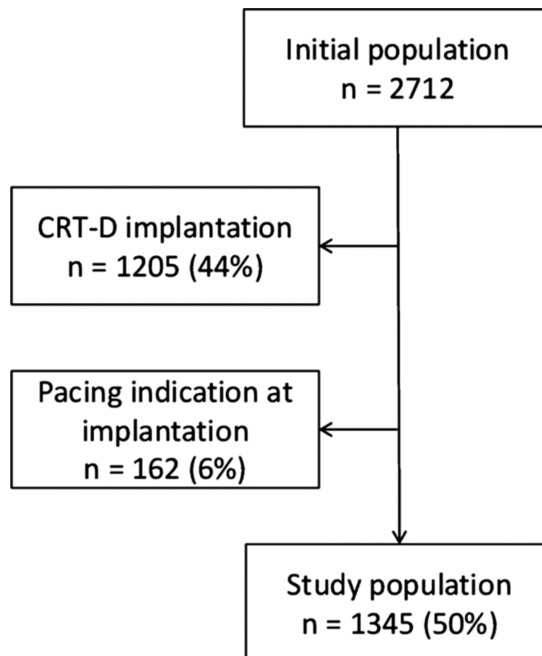 Initial population
n = 2712
CRT-D implantation
n = 1205 (44%)
Pacing indication at
implantation
n = 162 (6%)
Study population
n = 1345 (50%)